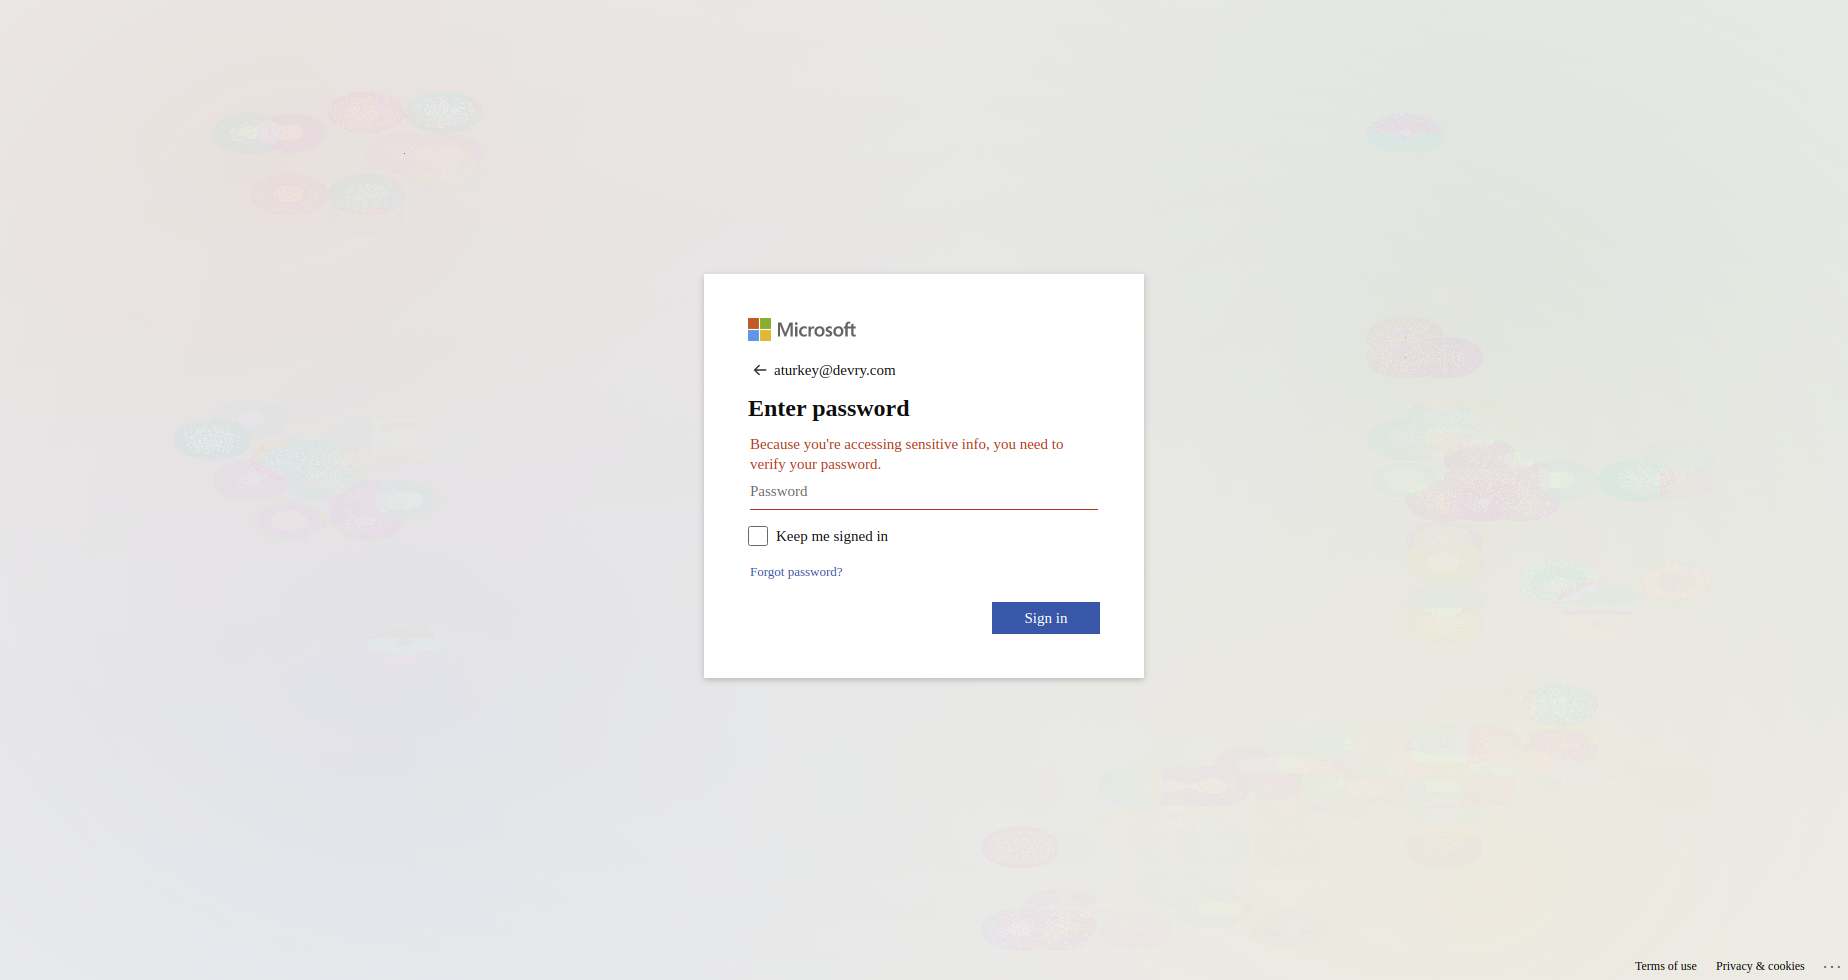 Microsoft
aturkey@devry.com
Enter password
Because you're accessing sensitive info, you need to
verify your password.
Password
Keep me signed in
Forgot password?
Sign in
Terms of use
Privacy & cookies
...